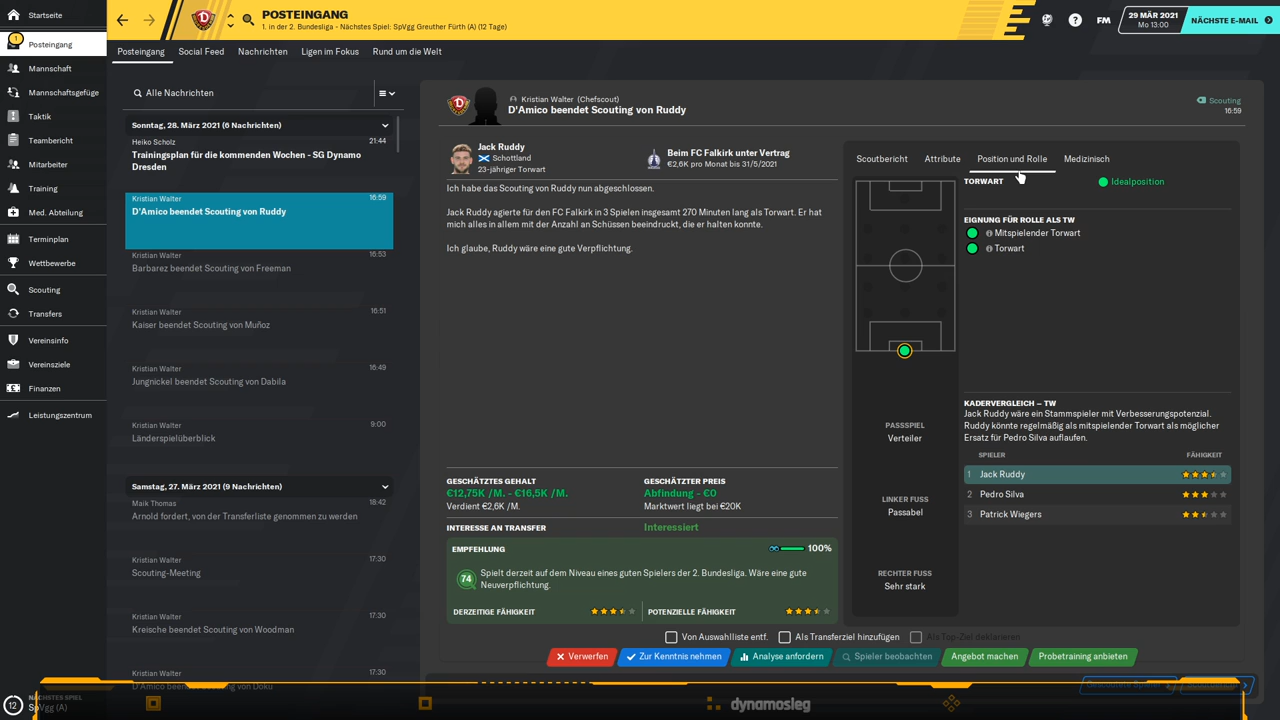 Startseite
1
Posteingang
Mannschaft
Mannschaftsgefüge
Taktik
Teambericht
Mitarbeiter
Training
Med. Abteilung
Terminplan
Wettbewerbe
Scouting
Transfers
Vereinsinfo
Vereinsziele
Finanzen
Leistungszentrum
NÄCHSTES SPIEL
12
SpVgg (A)
POSTEINGANG
1. in der 2. Bundesliga - Nächstes Spiel: SpVgg Greuther Fürth (A) (12 Tage)
FM
29 MÄR 2021
Mo 13:00
NÄCHSTE E-MAIL
Posteingang
Social Feed
Nachrichten
Ligen im Fokus
Rund um die Welt
Alle Nachrichten
Sonntag, 28. März 2021 (6 Nachrichten)
Heiko Scholz
21:44
Trainingsplan für die kommenden Wochen - SG Dynamo
Dresden
16:59
D'Amico beendet Scouting von Ruddy
Kristian Walter
16:53
Barbarez beendet Scouting von Freeman
Kristian Walter
16:51
Kaiser beendet Scouting von Muñoz
Kristian Walter
16:49
Jungnickel beendet Scouting von Dabila
Kristian Walter
9:00
Länderspielüberblick
Samstag, 27. März 2021 (9 Nachrichten)
Maik Thomas
18:42
Arnold fordert, von der Transferliste genommen zu werden
Kristian Walter
17:30
Scouting-Meeting
Kristian Walter
17:30
Kreische beendet Scouting von Woodman
Kristian Walter
17:30
D'Amico beendet Scouting von Doku
Kristian Walter (Chefscout)
D'Amico beendet Scouting von Ruddy
Scouting
16:59
Jack Ruddy
Schottland
23-jähriger Torwart
Beim FC Falkirk unter Vertrag
€2,6K pro Monat bis 31/5/2021
Ich habe das Scouting von Ruddy nun abgeschlossen.
Jack Ruddy agierte für den FC Falkirk in 3 Spielen insgesamt 270 Minuten lang als Torwart. Er hat
mich alles in allem mit der Anzahl an Schüssen beeindruckt, die er halten konnte.
Ich glaube, Ruddy wäre eine gute Verpflichtung.
GESCHÄTZTES GEHALT
€12,75K /M. - €16,5K /M.
Verdient €2,6K /M.
GESCHÄTZTER PREIS
Abfindung - €0
Marktwert liegt bei €20K
INTERESSE AN TRANSFER
Interessiert
EMPFEHLUNG
100%
74
Spielt derzeit auf dem Niveau eines guten Spielers der 2. Bundesliga. Wäre eine gute
Neuverpflichtung.
DERZEITIGE FÄHIGKEIT
POTENZIELLE FÄHIGKEIT
Scoutbericht
Attribute
Position und Rolle
Medizinisch
TORWART
Idealposition
EIGNUNG FÜR ROLLE ALS TW
Mitspielender Torwart
Torwart
PASSSPIEL
Verteiler
LINKER FUSS
Passabel
RECHTER FUSS
Sehr stark
KADERVERGLEICH – TW
Jack Ruddy wäre ein Stammspieler mit Verbesserungspotenzial.
Ruddy könnte regelmäßig als mitspielender Torwart als möglicher
Ersatz für Pedro Silva auflaufen.
SPIELER
FÄHIGKEIT
1 Jack Ruddy
2 Pedro Silva
3 Patrick Wiegers
Von Auswahlliste entf.
Als Transferziel hinzufügen
Als Top-Ziel deklarieren
Verwerfen
Zur Kenntnis nehmen
Analyse anfordern
Spieler beobachten
Angebot machen
Probetraining anbieten
Gescoutete Spieler
dynamosleg